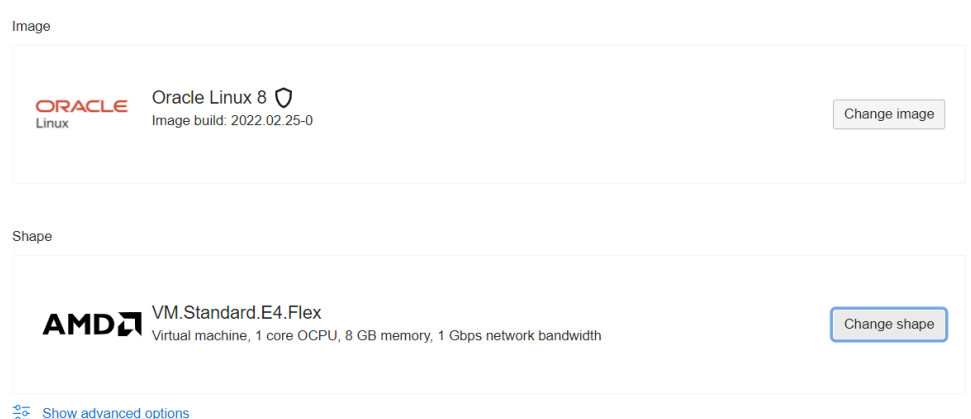 Image
ORACLE
Linux
Oracle Linux 8
Image build: 2022.02.25-0
Change image
Shape
AMD
VM.Standard.E4.Flex
Virtual machine, 1 core OCPU, 8 GB memory, 1 Gbps network bandwidth
Change shape
Show advanced options